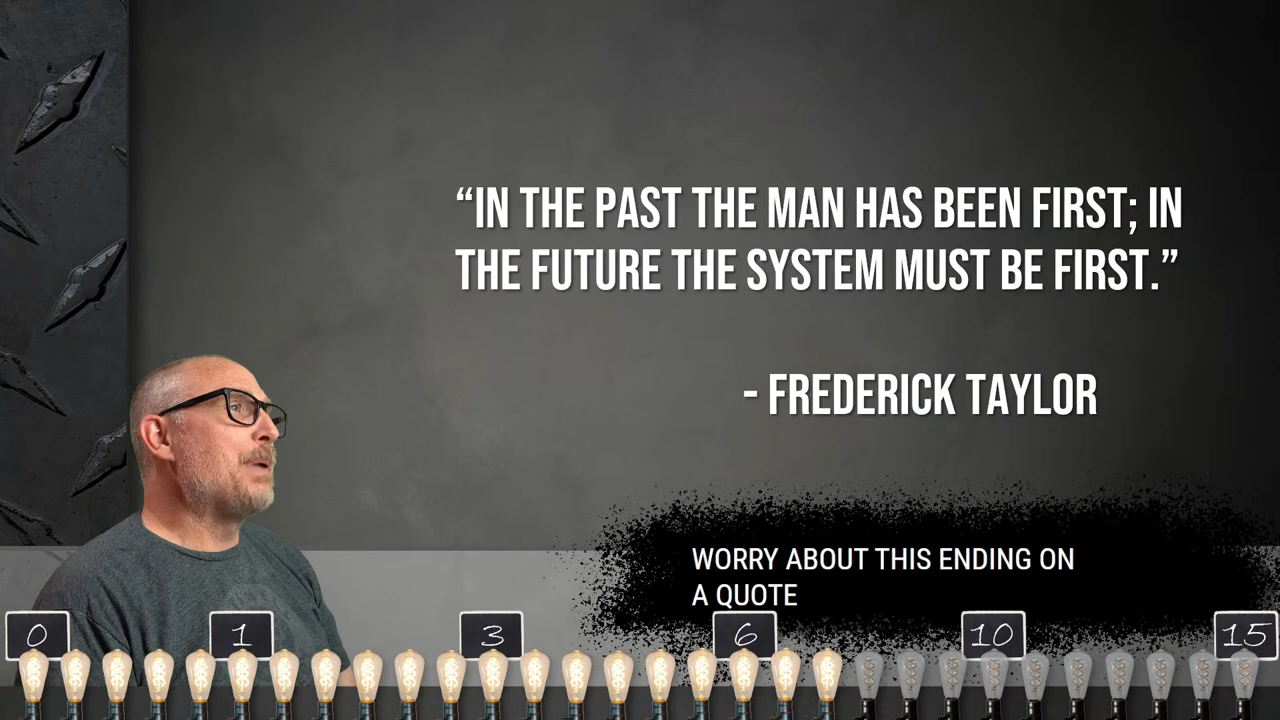 “IN THE PAST THE MAN HAS BEEN FIRST; IN
THE FUTURE THE SYSTEM MUST BE FIRST.”
- FREDERICK TAYLOR
WORRY ABOUT THIS ENDING ON
A QUOTE
0 1 3 6 10 15